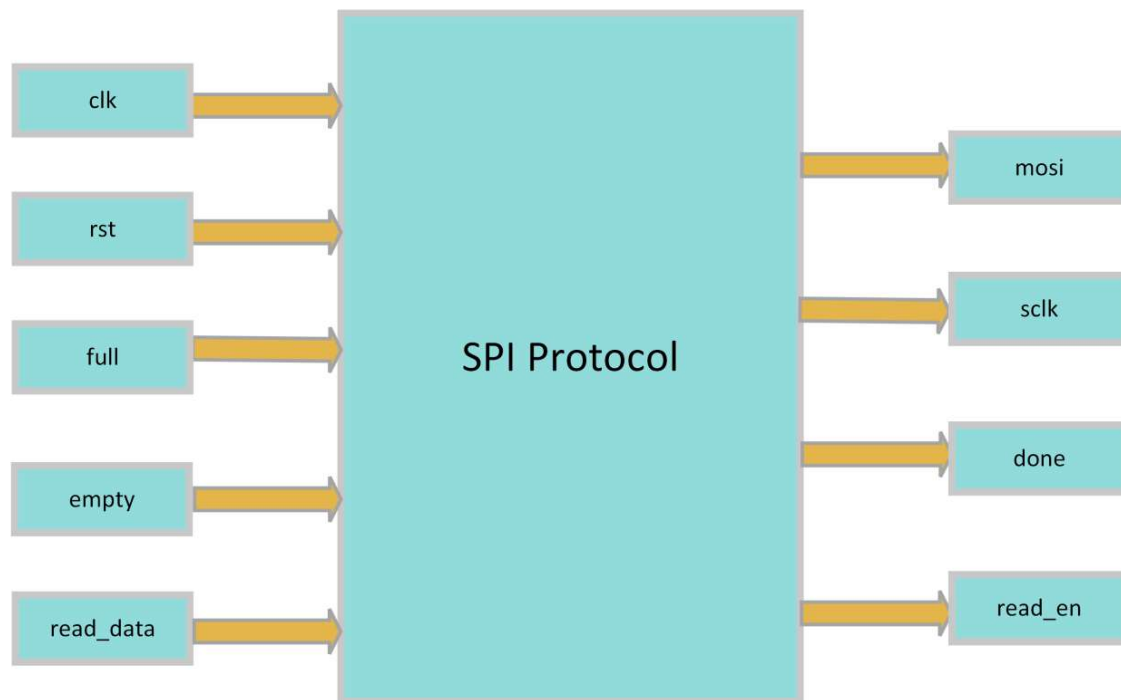 clk
rst
full
empty
read_data
SPI Protocol
mosi
sclk
done
read_en